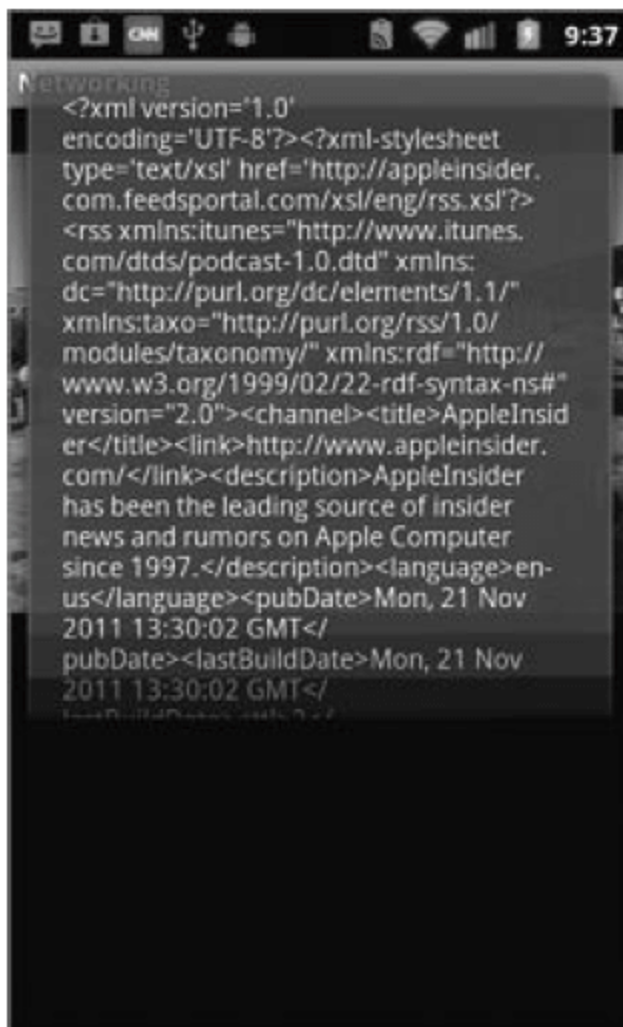 CNN
9:37
Networking
<?xml version='1.0'
encoding='UTF-8'?><?xml-stylesheet
type='text/xsl' href='http://appleinsider.
com.feedsportal.com/xsl/eng/rss.xsl'?>
<rss xmlns:itunes="http://www.itunes.
com/dtds/podcast-1.0.dtd" xmlns:
dc="http://purl.org/dc/elements/1.1/"
xmlns:taxo="http://purl.org/rss/1.0/
modules/taxonomy/" xmlns:rdf="http://
www.w3.org/1999/02/22-rdf-syntax-ns#"
version="2.0"><channel><title>AppleInsid
er</title><link>http://www.appleinsider.
com/</link><description>AppleInsider
has been the leading source of insider
news and rumors on Apple Computer
since 1997.</description><language>en-
us</language><pubDate>Mon, 21 Nov
2011 13:30:02 GMT</
pubDate><lastBuildDate>Mon, 21 Nov
2011 13:30:02 GMT</